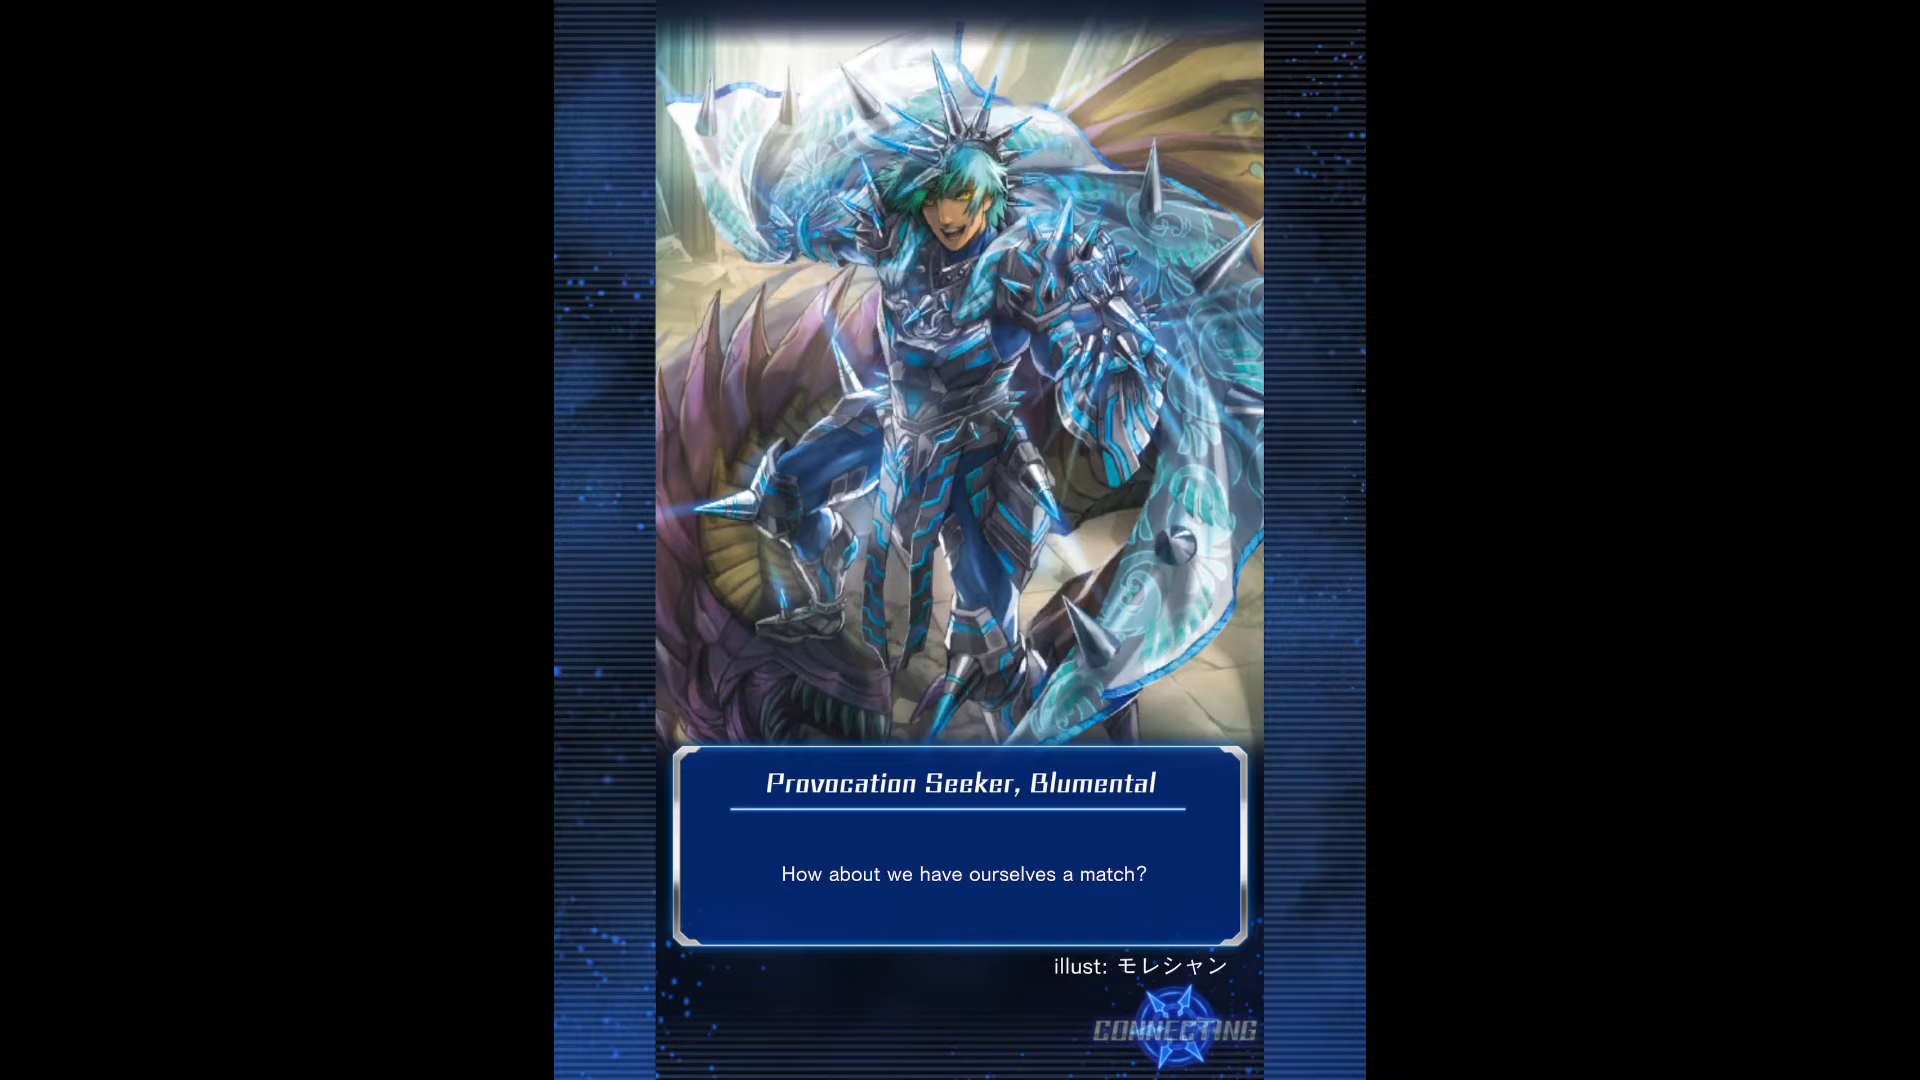 Provocation Seeker, Blumental
How about we have ourselves a match?
illust: モレシャン
CONNECTING